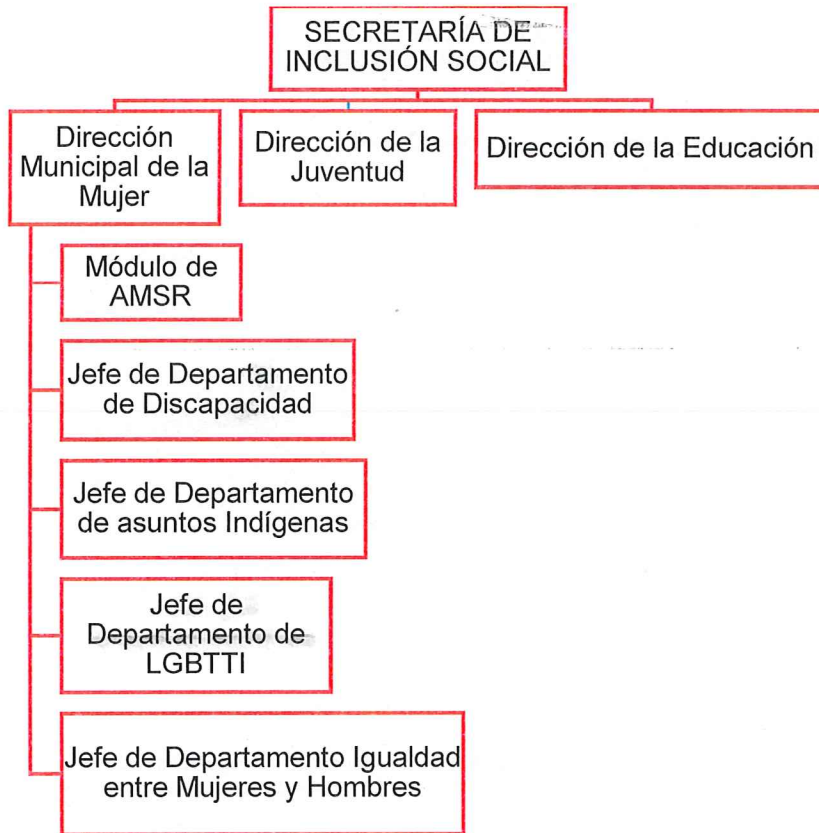 SECRETARÍA DE
INCLUSIÓN SOCIAL
Dirección
Municipal de la
Mujer
Dirección de la
Juventud
Dirección de la Educación
Módulo de
AMSR
Jefe de Departamento
de Discapacidad
Jefe de Departamento
de asuntos Indígenas
Jefe de
Departamento de
LGBTTI
Jefe de Departamento Igualdad
entre Mujeres y Hombres